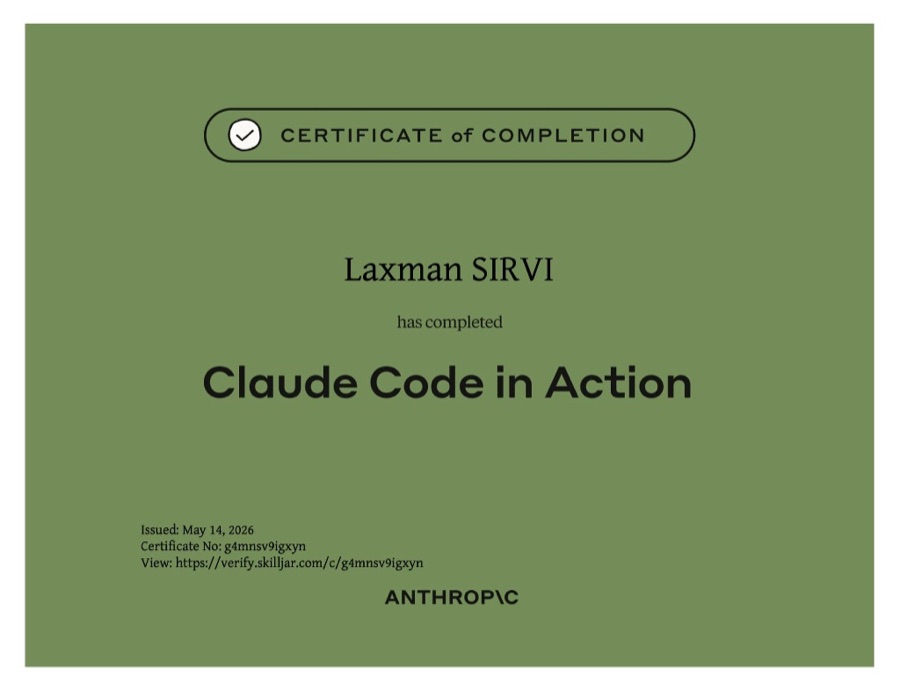 CERTIFICATE of COMPLETION
Laxman SIRVI
has completed
Claude Code in Action
Issued: May 14, 2026
Certificate No: g4mnsv9igxyn
View: https://verify.skilljar.com/c/g4mnsv9igxyn
ANTHROP\C